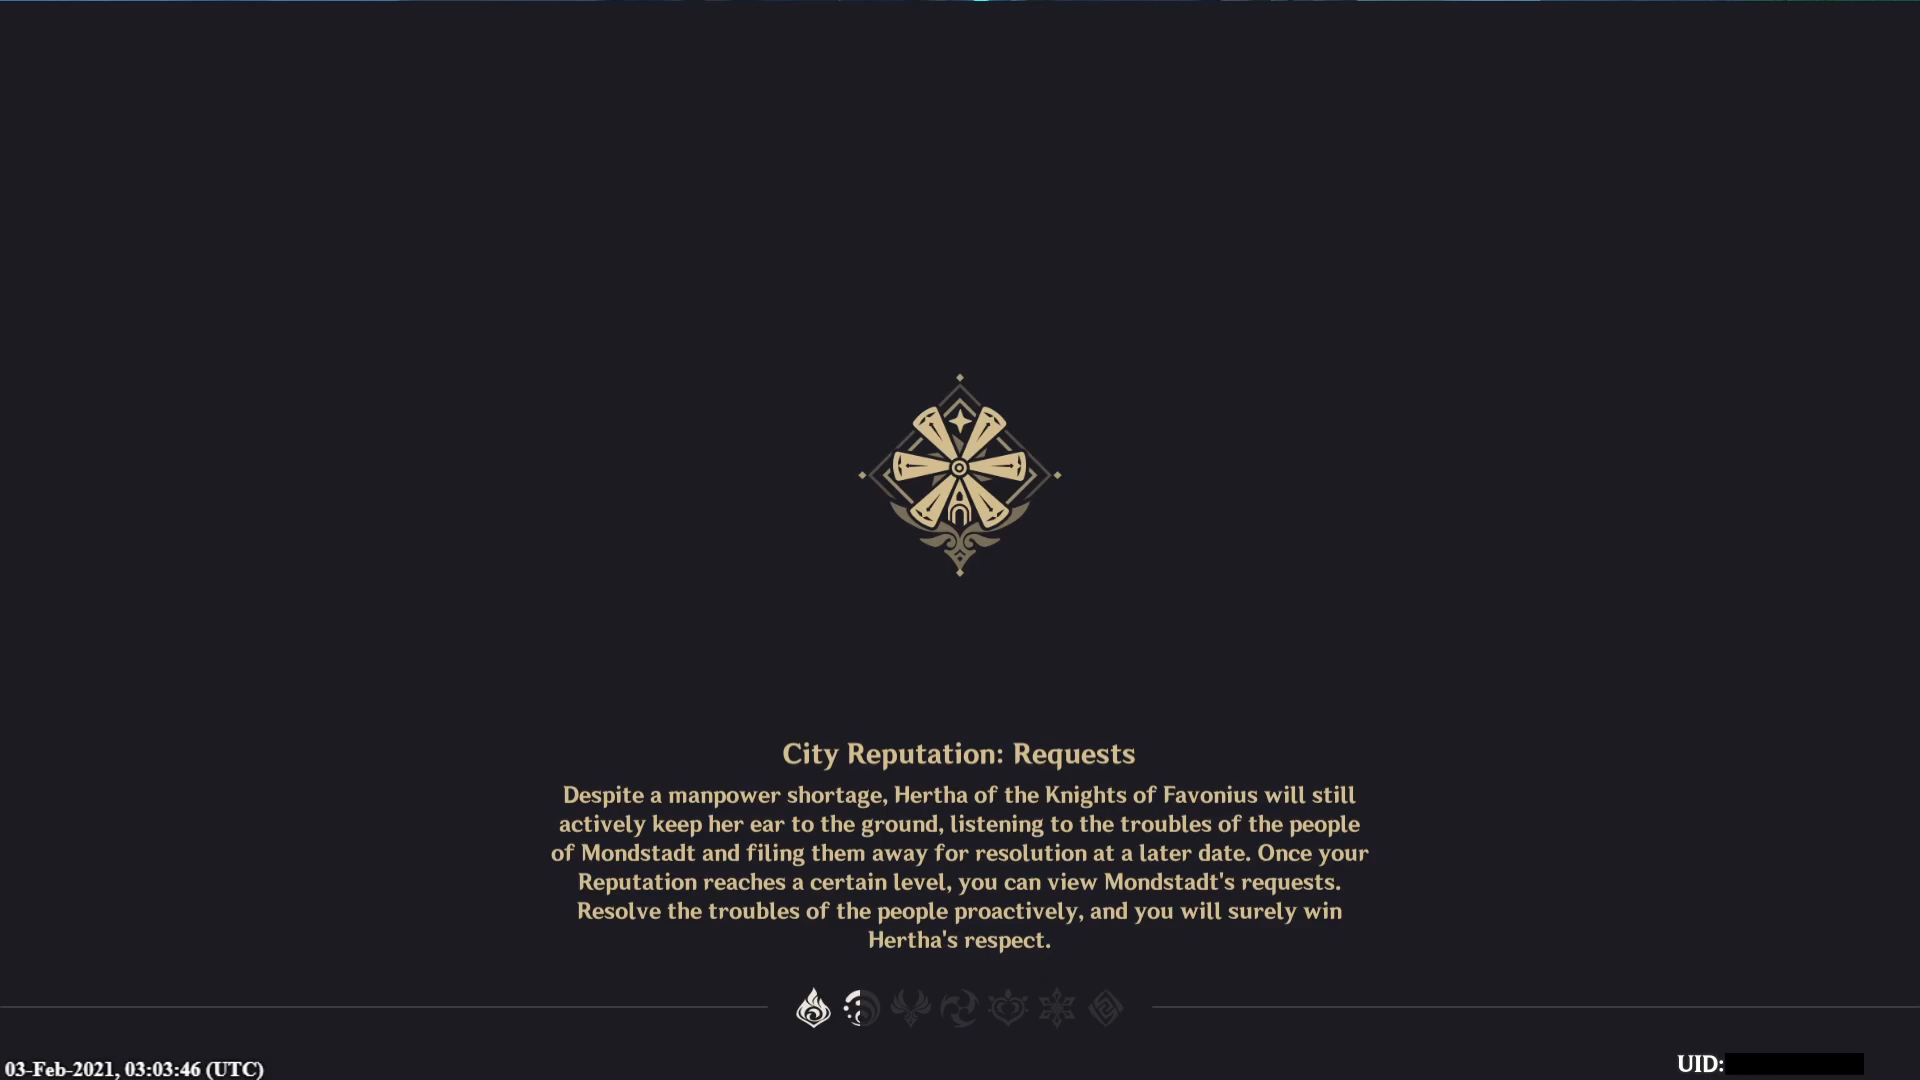 City Reputation: Requests
Despite a manpower shortage, Hertha of the Knights of Favonius will still
actively keep her ear to the ground, listening to the troubles of the people
of Mondstadt and filing them away for resolution at a later date. Once your
Reputation reaches a certain level, you can view Mondstadt's requests.
Resolve the troubles of the people proactively, and you will surely win
Hertha's respect.
03-Feb-2021, 03:03:46 (UTC)
UID: